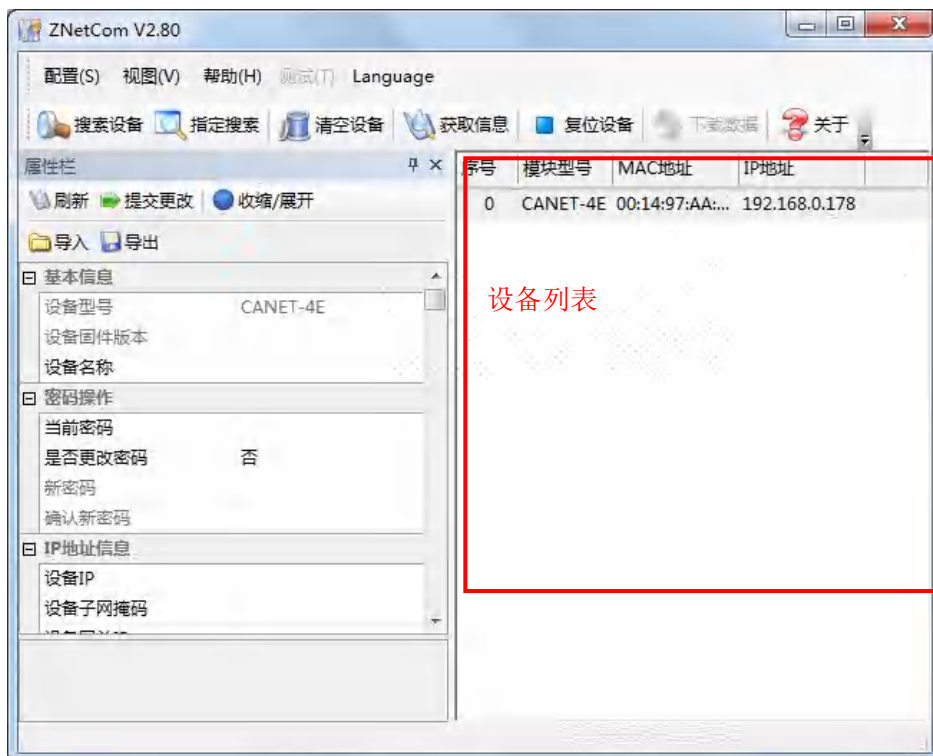 ZNetCom V2.80
配置(S) 视图(V) 帮助(H) 测试(T) Language
搜索设备 指定搜索 清空设备 获取信息 复位设备 下载数据 关于
属性栏
刷新 提交更改 收缩/展开
导入 导出
基本信息
设备型号 CANET-4E
设备固件版本
设备名称
密码操作
当前密码
是否更改密码 否
新密码
确认新密码
IP地址信息
设备IP
设备子网掩码
序号 模块型号 MAC地址 IP地址
0 CANET-4E 00:14:97:AA:... 192.168.0.178
设备列表